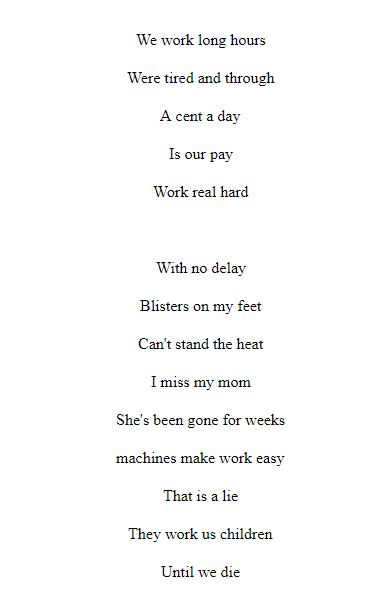 We work long hours
Were tired and through
A cent a day
Is our pay
Work real hard
With no delay
Blisters on my feet
Can't stand the heat
I miss my mom
She's been gone for weeks
machines make work easy
That is a lie
They work us children
Until we die